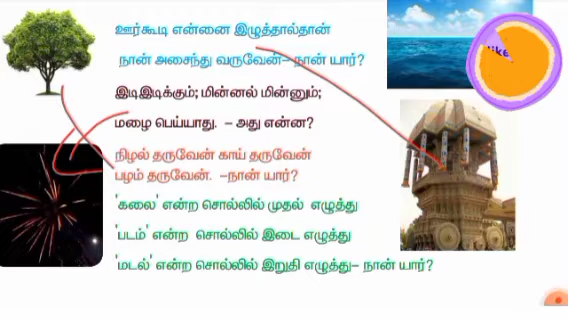 ஊர்கூடி என்னை இழுத்தால்தான்
நான் அசைந்து வருவேன்– நான் யார்?
இடிஇடிக்கும்; மின்னல் மின்னும்;
மழை பெய்யாது. – அது என்ன?
நிழல் தருவேன் காய் தருவேன்
பழம் தருவேன். –நான் யார்?
'கலை' என்ற சொல்லில் முதல் எழுத்து
'படம்' என்ற சொல்லில் இடை எழுத்து
'மடல்' என்ற சொல்லில் இறுதி எழுத்து– நான் யார்?
like